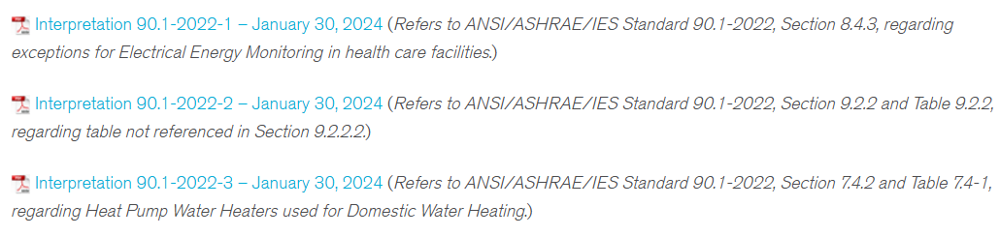 Interpretation 90.1-2022-1 – January 30, 2024 (Refers to ANSI/ASHRAE/IES Standard 90.1-2022, Section 8.4.3, regarding
exceptions for Electrical Energy Monitoring in health care facilities.)
Interpretation 90.1-2022-2 – January 30, 2024 (Refers to ANSI/ASHRAE/IES Standard 90.1-2022, Section 9.2.2 and Table 9.2.2,
regarding table not referenced in Section 9.2.2.2.)
Interpretation 90.1-2022-3 – January 30, 2024 (Refers to ANSI/ASHRAE/IES Standard 90.1-2022, Section 7.4.2 and Table 7.4-1,
regarding Heat Pump Water Heaters used for Domestic Water Heating.)